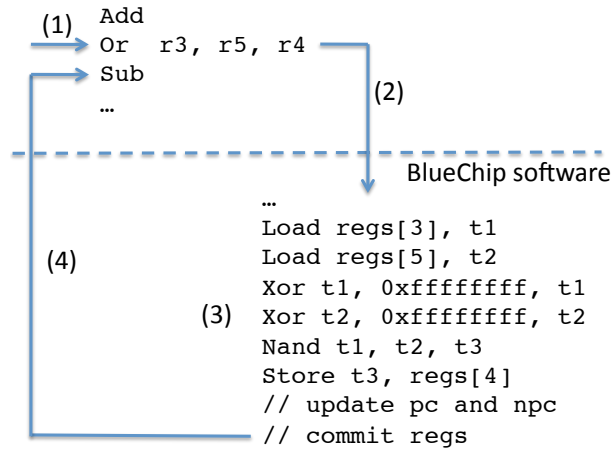 (1)
Add
Or r3, r5, r4
Sub
…
(2)
BlueChip software
…
Load regs[3], t1
Load regs[5], t2
(4)
Xor t1, 0xffffffff, t1
(3)
Xor t2, 0xffffffff, t2
Nand t1, t2, t3
Store t3, regs[4]
// update pc and npc
// commit regs